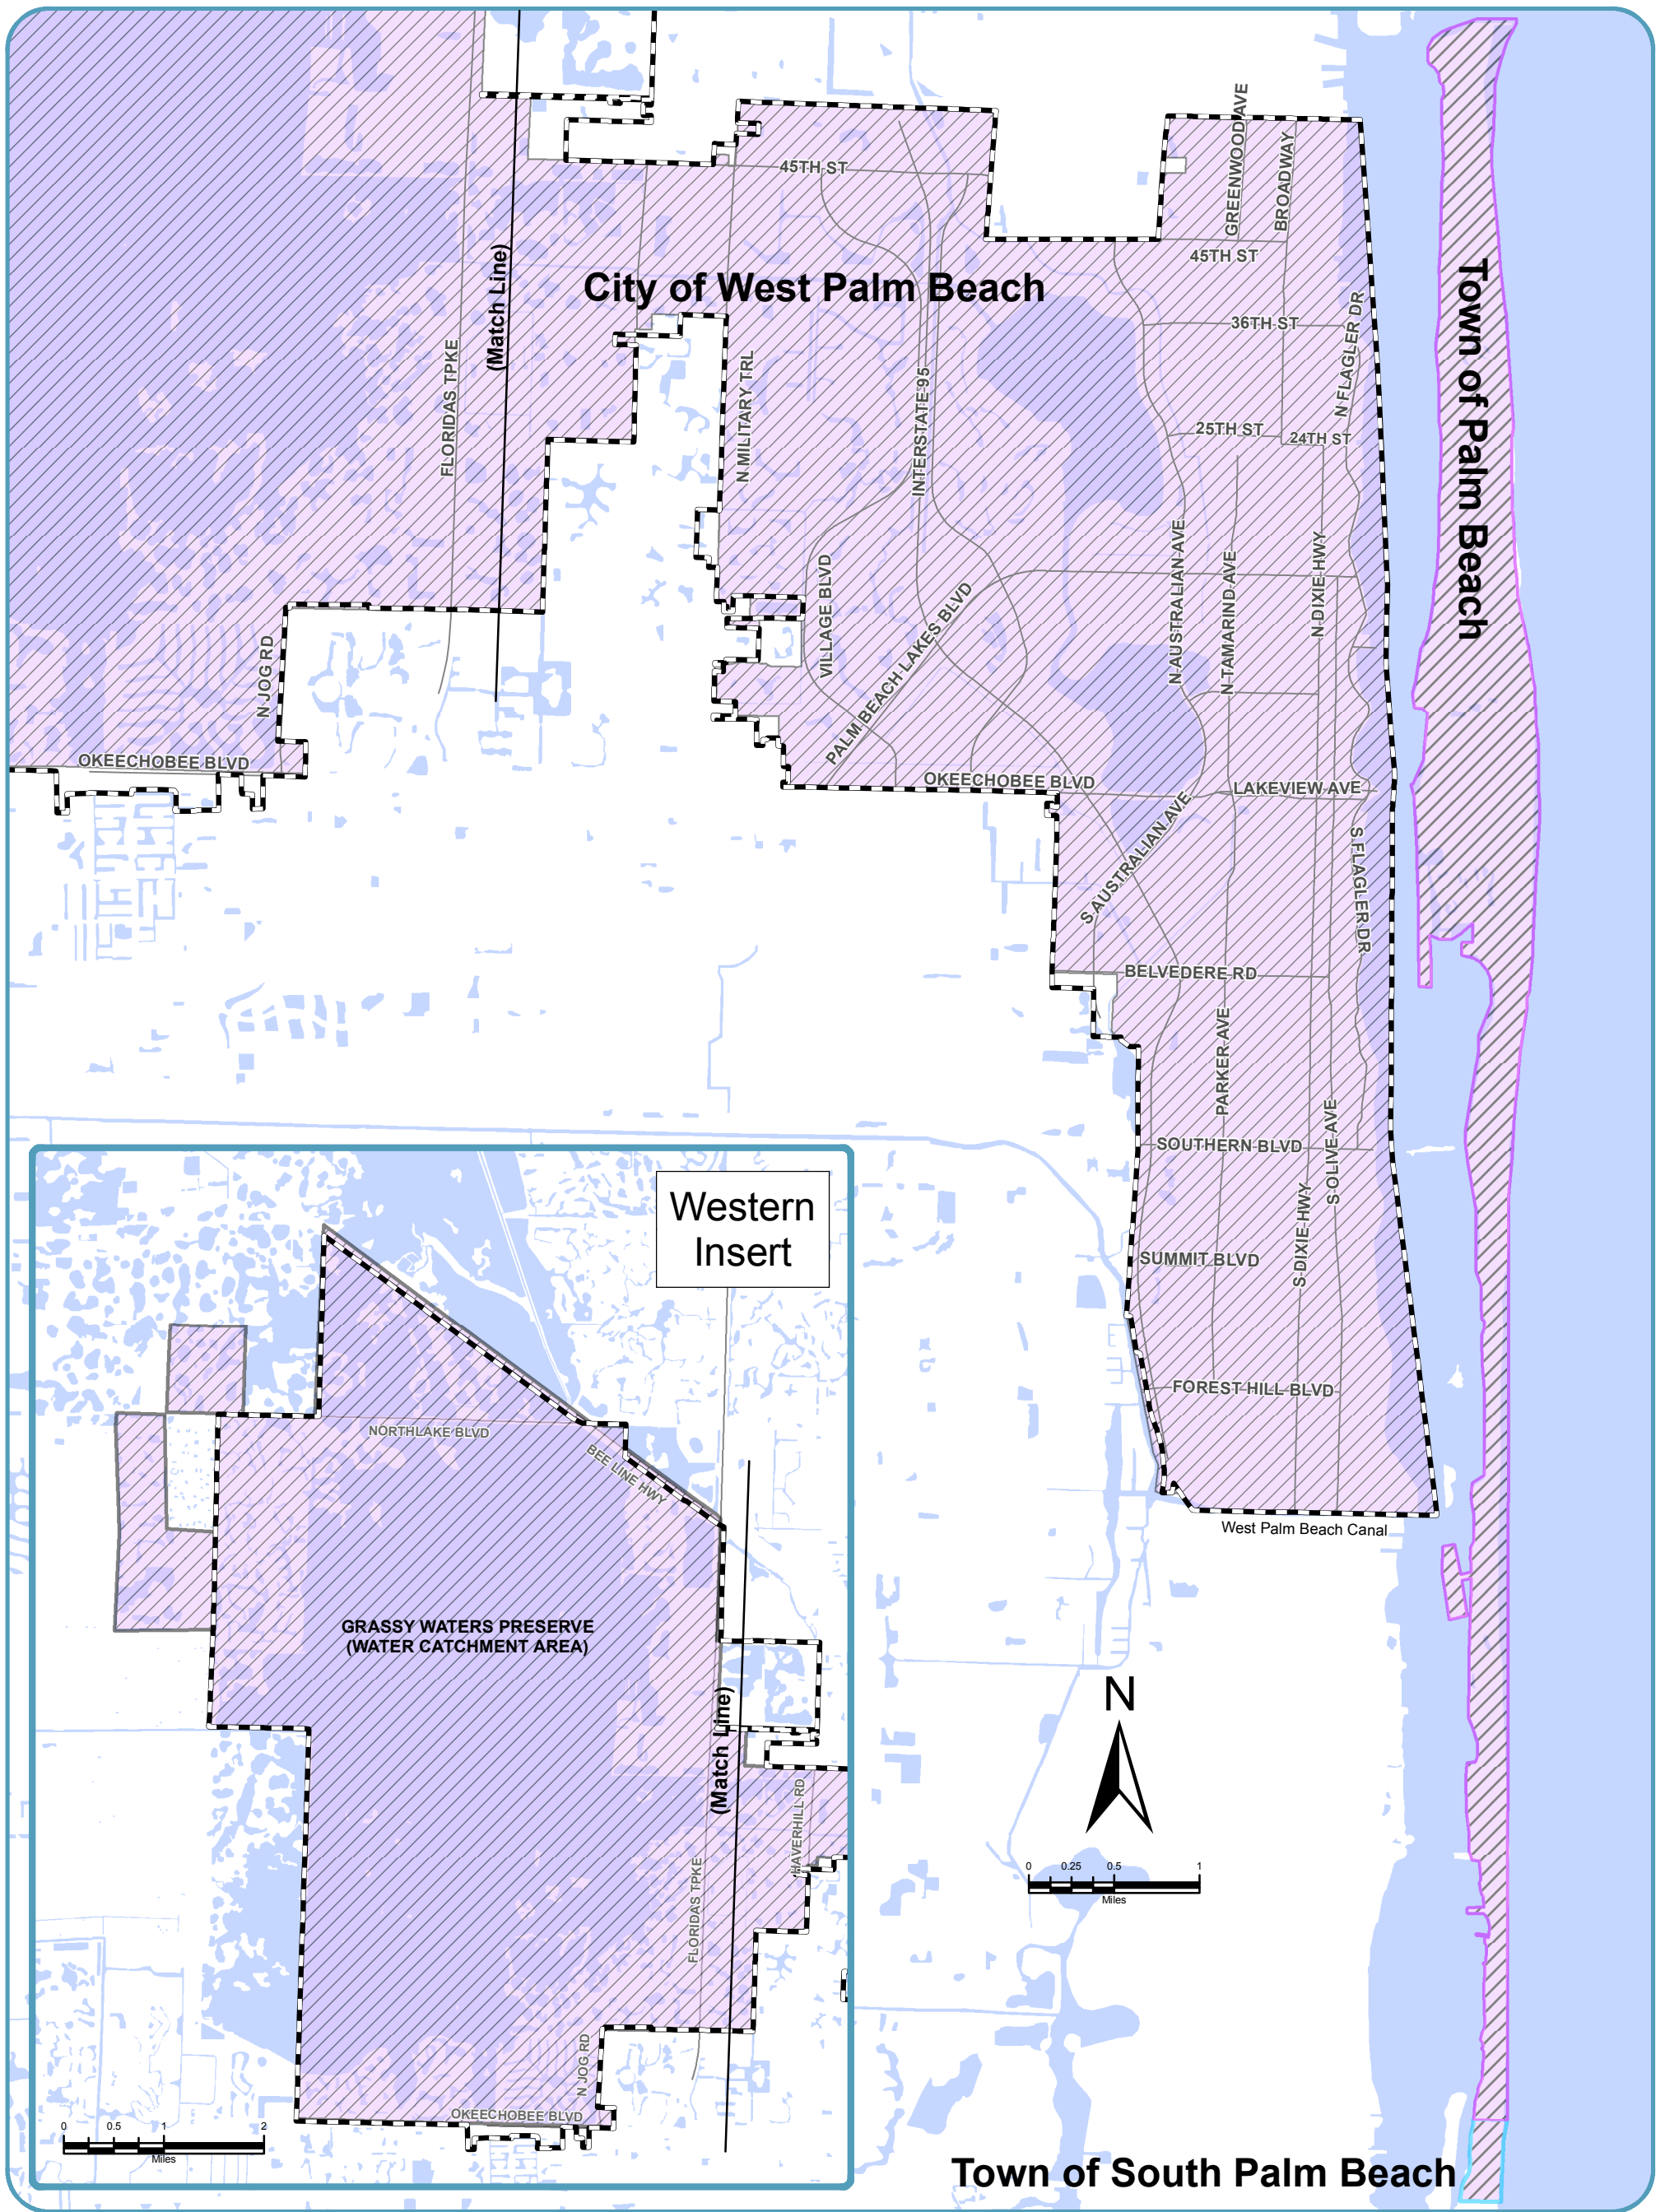 GREENWOOD AVE
BROADWAY
45TH ST
45TH ST
City of West Palm Beach
(Match Line)
Town of Palm Beach
36TH ST
N FLAGLER DR
FLORIDAS TPKE
N MILITARY TRL
INTERSTATE 95
25TH ST
24TH ST
N AUSTRALIAN AVE
N TAMARIND AVE
N DIXIE HWY
VILLAGE BLVD
PALM BEACH LAKES BLVD
N JOG RD
OKEECHOBEE BLVD
OKEECHOBEE BLVD
LAKEVIEW AVE
S AUSTRALIAN AVE
S FLAGLER DR
BELVEDERE RD
PARKER AVE
SOUTHERN BLVD
S OLIVE AVE
S DIXIE HWY
SUMMIT BLVD
FOREST HILL BLVD
West Palm Beach Canal
Western
Insert
NORTHLAKE BLVD
BEE LINE HWY
GRASSY WATERS PRESERVE
(WATER CATCHMENT AREA)
(Match Line)
HAVERHILL RD
FLORIDAS TPKE
N JOG RD
OKEECHOBEE BLVD
0 0.5 1 2
Miles
N
0 0.25 0.5 1
Miles
Town of South Palm Beach